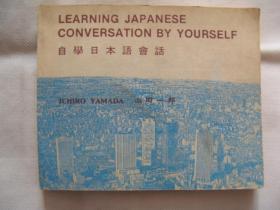 LEARNING JAPANESE
CONVERSATION BY YOURSELF
自學日本語會話
ICHIRO YAMADA 山田一郎